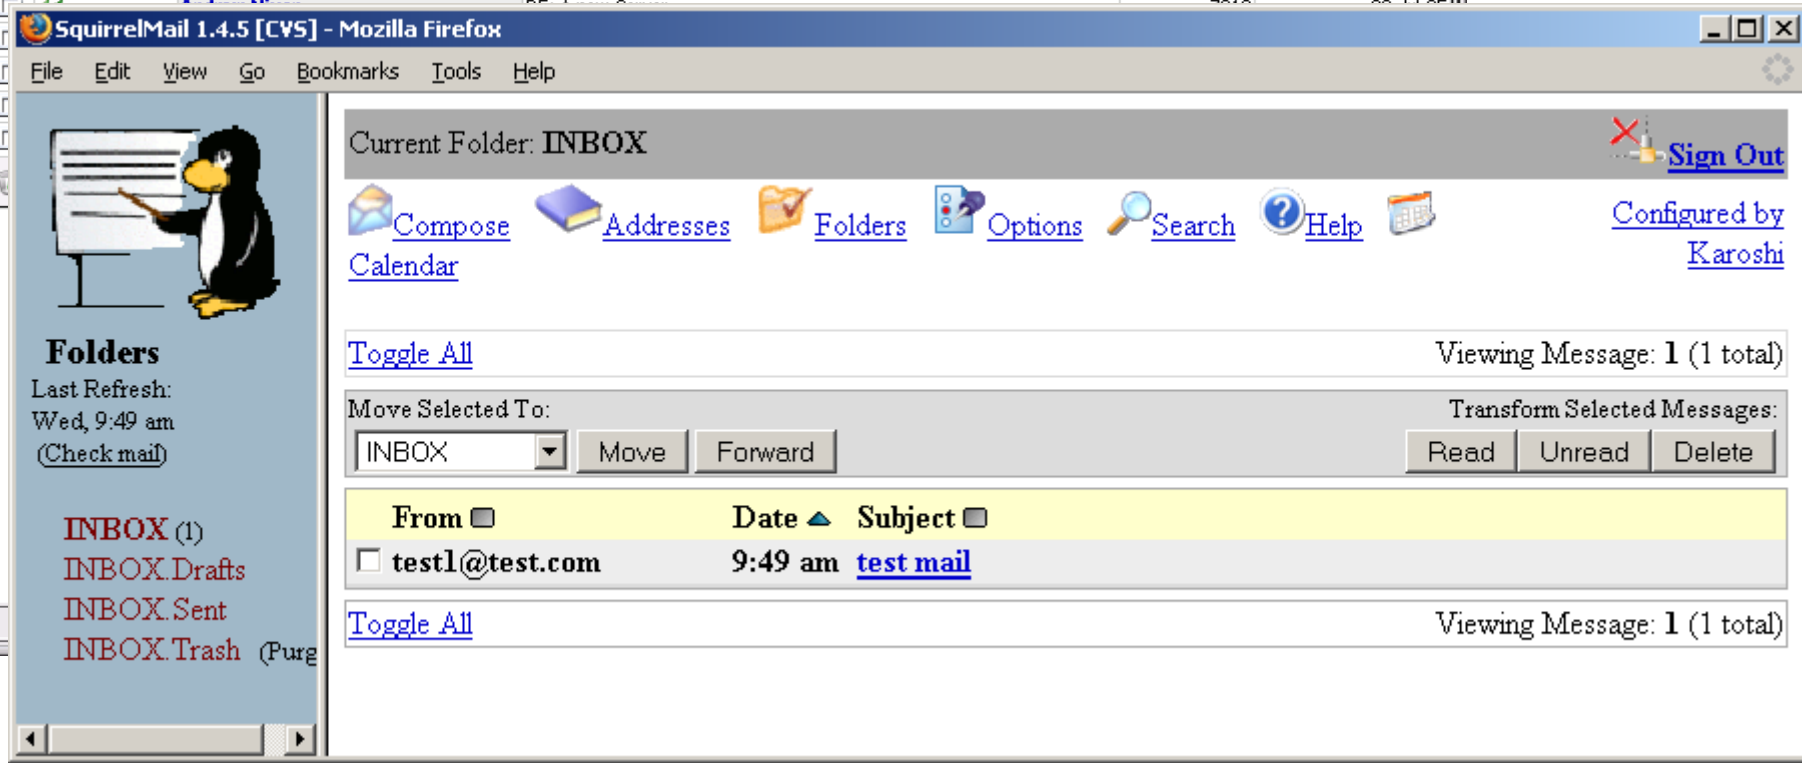 SquirrelMail 1.4.5 [CVS] - Mozilla Firefox
File Edit View Go Bookmarks Tools Help
Current Folder: INBOX
Sign Out
Compose Addresses Folders Options Search Help
Calendar
Configured by
Karoshi
Folders
Last Refresh:
Wed, 9:49 am
(Check mail)
INBOX (1)
INBOX.Drafts
INBOX.Sent
INBOX.Trash (Purg
Toggle All Viewing Message: 1 (1 total)
Move Selected To: Transform Selected Messages:
INBOX Move Forward Read Unread Delete
From Date Subject
test1@test.com 9:49 am test mail
Toggle All Viewing Message: 1 (1 total)